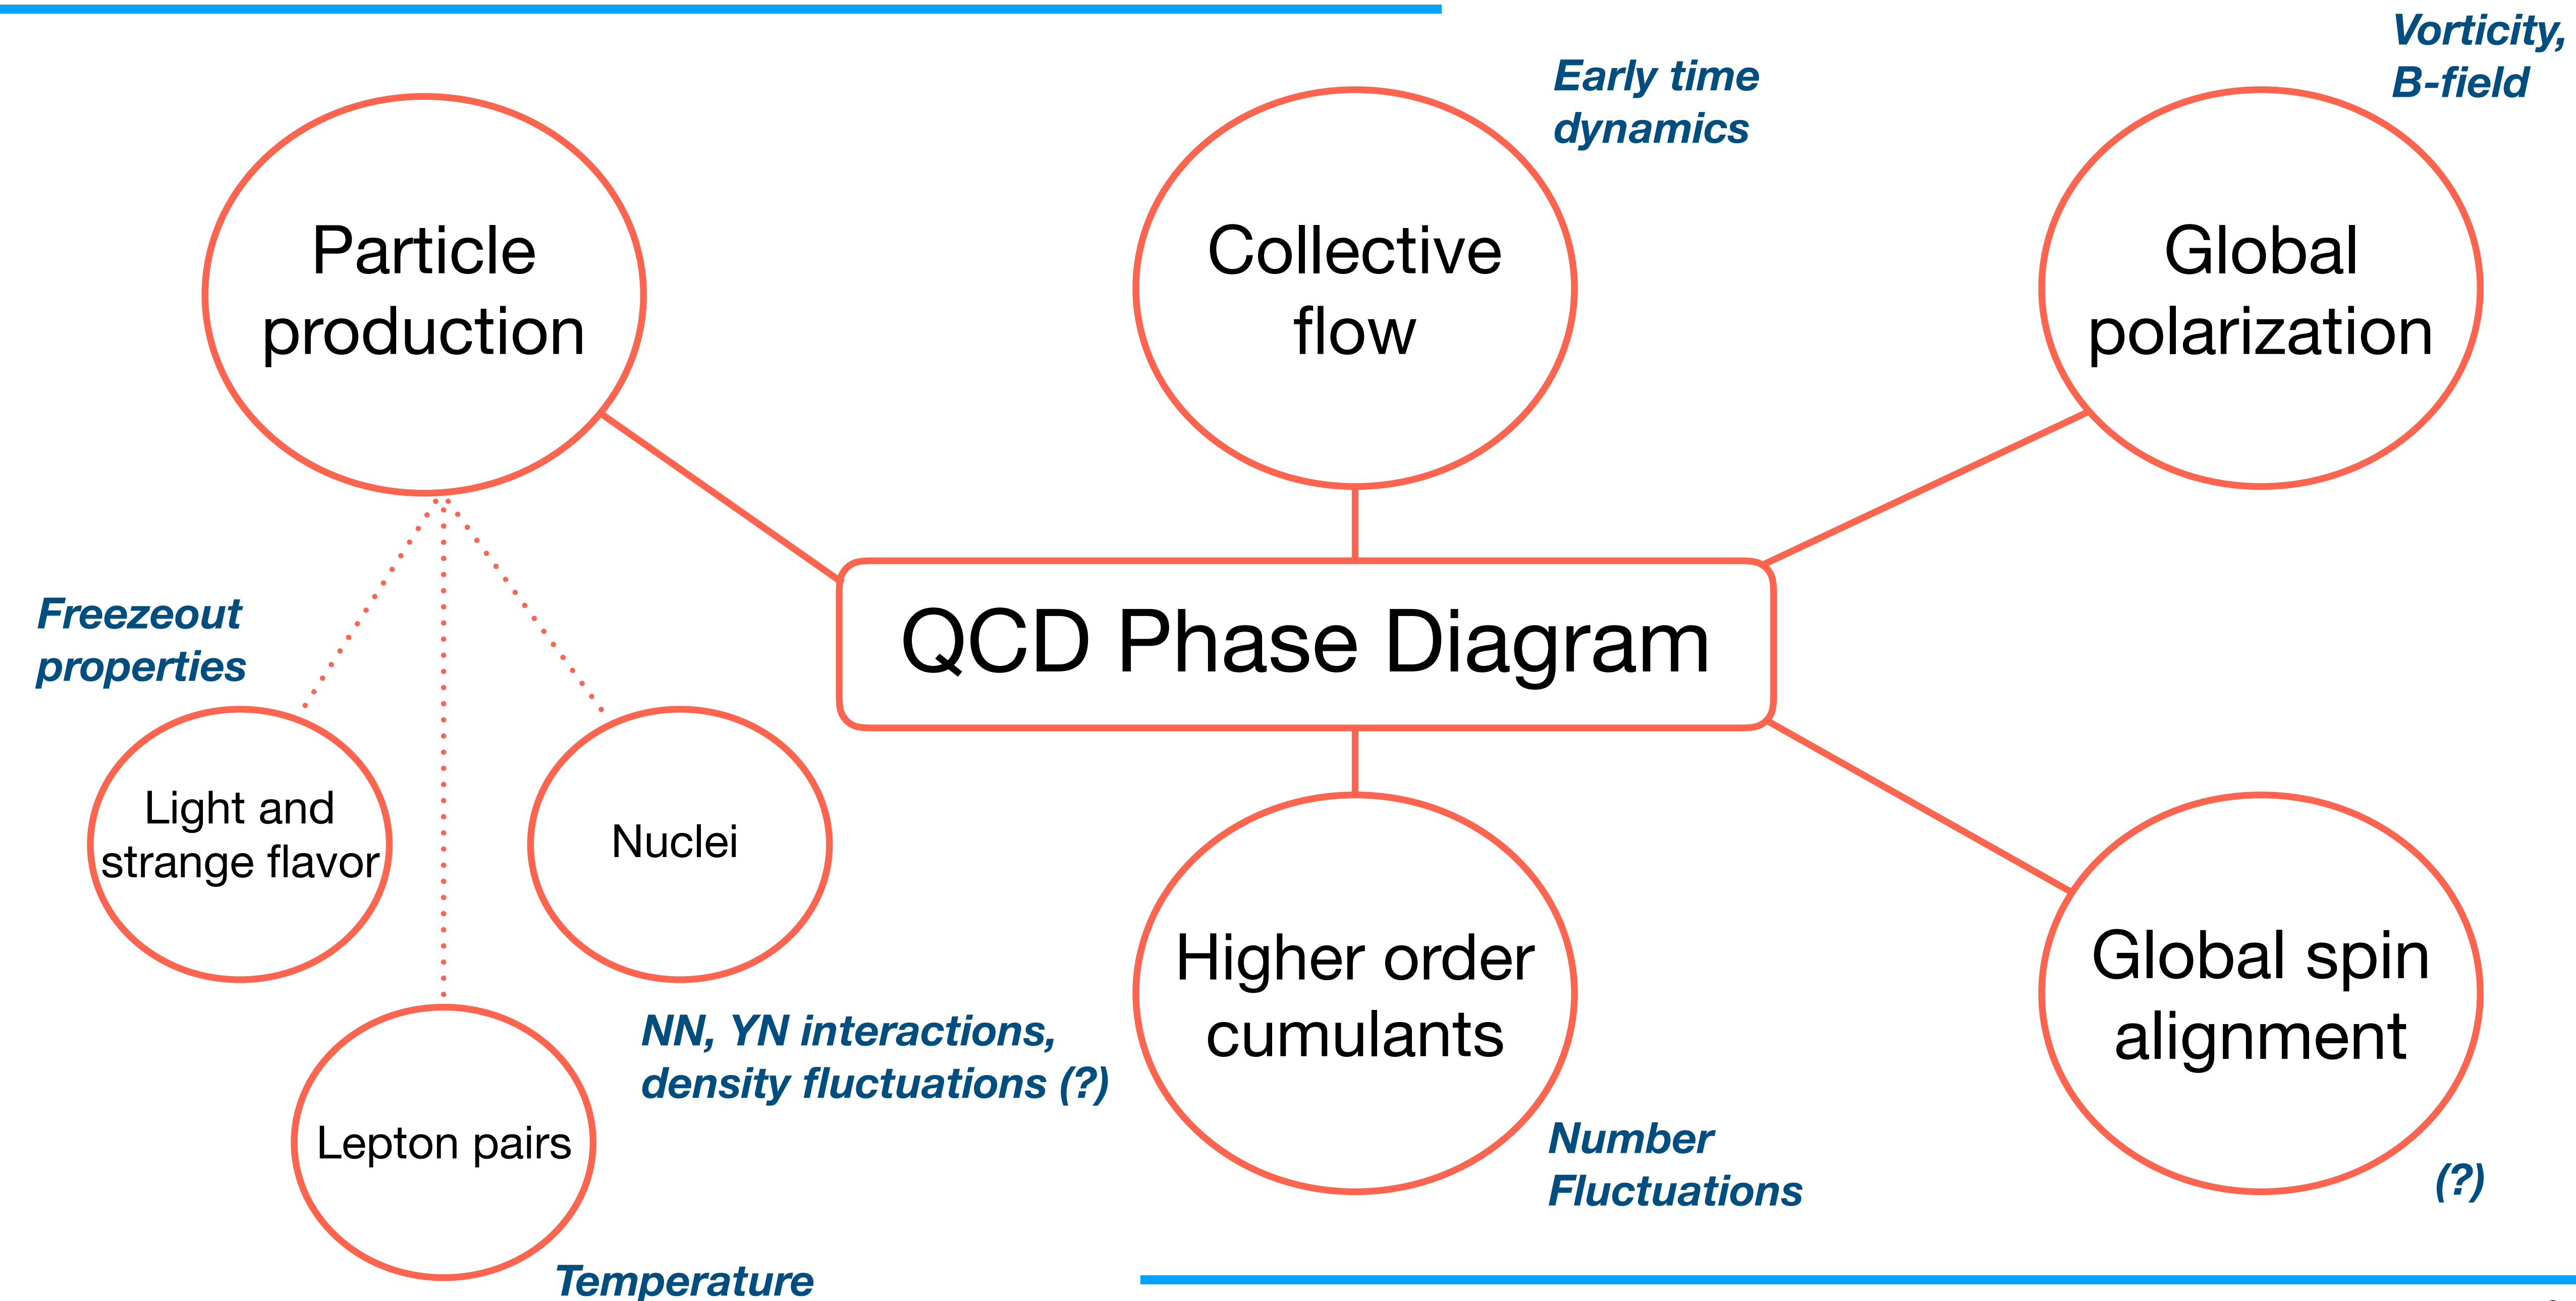 Vorticity,
B-field
Early time
dynamics
Particle
production
Collective
flow
Global
polarization
QCD Phase Diagram
Freezeout
properties
Light and
strange flavor
Nuclei
NN, YN interactions,
density fluctuations (?)
Lepton pairs
Temperature
Higher order
cumulants
Number
Fluctuations
Global spin
alignment
(?)